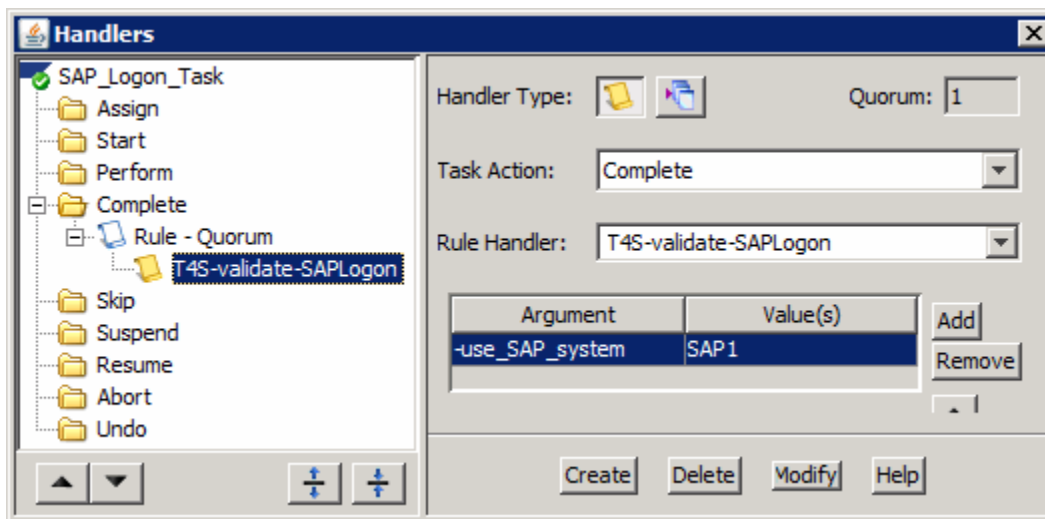 Handlers
SAP_Logon_Task
Assign
Start
Perform
Complete
Rule - Quorum
T4S-validate-SAPLogon
Skip
Suspend
Resume
Abort
Undo
Handler Type:
Quorum: 1
Task Action: Complete
Rule Handler: T4S-validate-SAPLogon
Argument Value(s)
-use_SAP_system SAP1
Add
Remove
Create Delete Modify Help